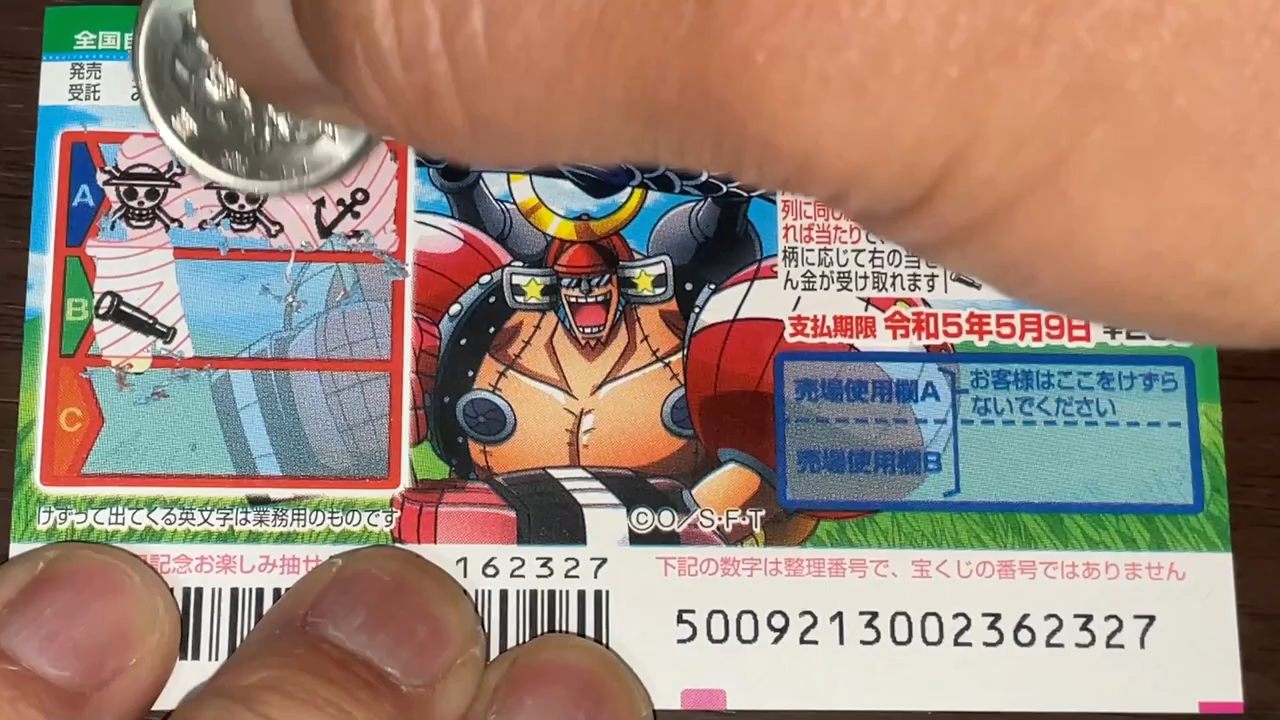 全国
発売
受託
A
B
C
列に同じ
れば当たりで、
柄に応じて右の当せ
ん金が受け取れます
支払期限 令和5年5月9日
売場使用欄A
お客様はここをけずら
ないでください
売場使用欄B
けずって出てくる英文字は業務用のものです
©O/S・F・T
記念お楽しみ抽せ
162327
下記の数字は整理番号で、宝くじの番号ではありません
5009213002362327